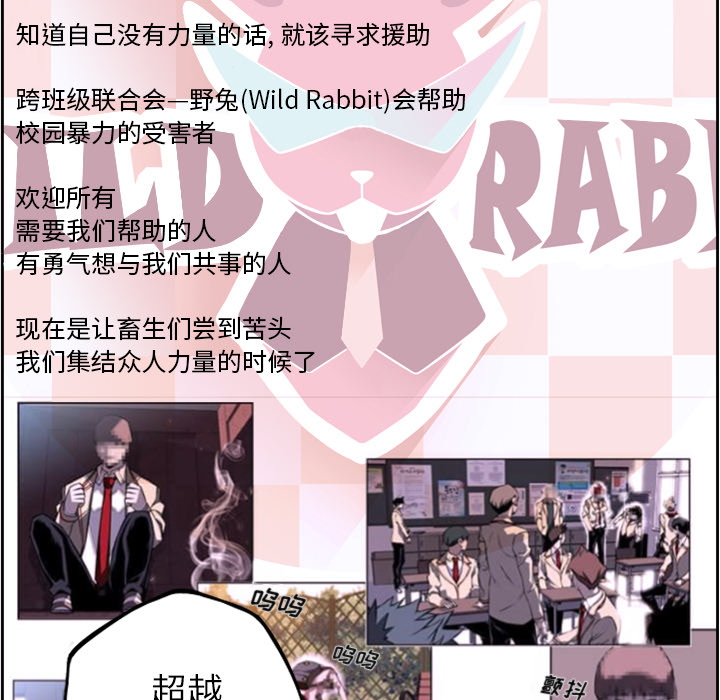 知道自己没有力量的话, 就该寻求援助
跨班级联合会—野兔(Wild Rabbit)会帮助
校园暴力的受害者
欢迎所有
需要我们帮助的人
有勇气想与我们共事的人
现在是让畜生们尝到苦头
我们集结众人力量的时候了
ILD RAB
呜呜
呜呜
颤抖
超越